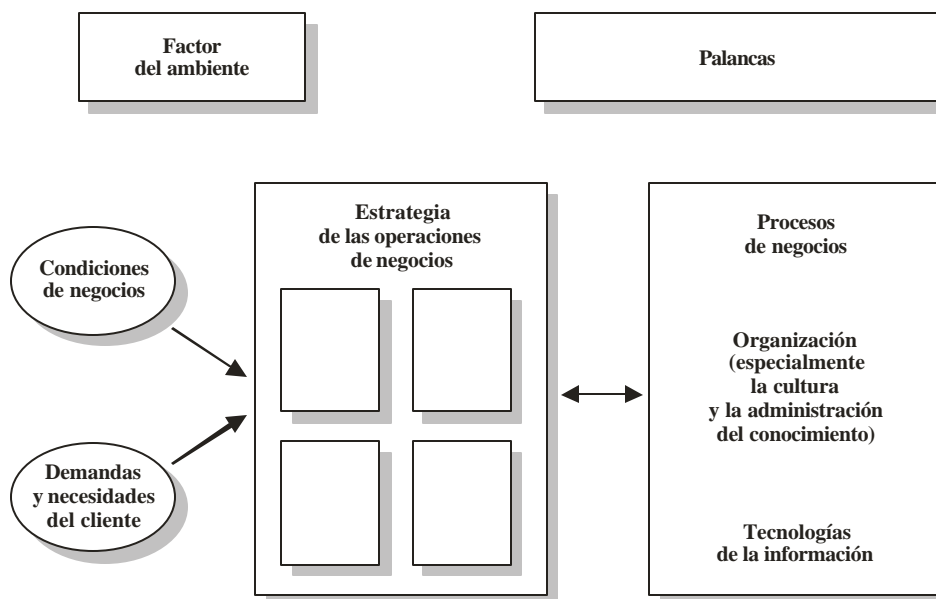 Factor
del ambiente
Palancas
Estrategia
de las operaciones
de negocios
Procesos
de negocios
Condiciones
de negocios
Organización
(especialmente
la cultura
y la administración
del conocimiento)
Demandas
y necesidades
del cliente
Tecnologías
de la información